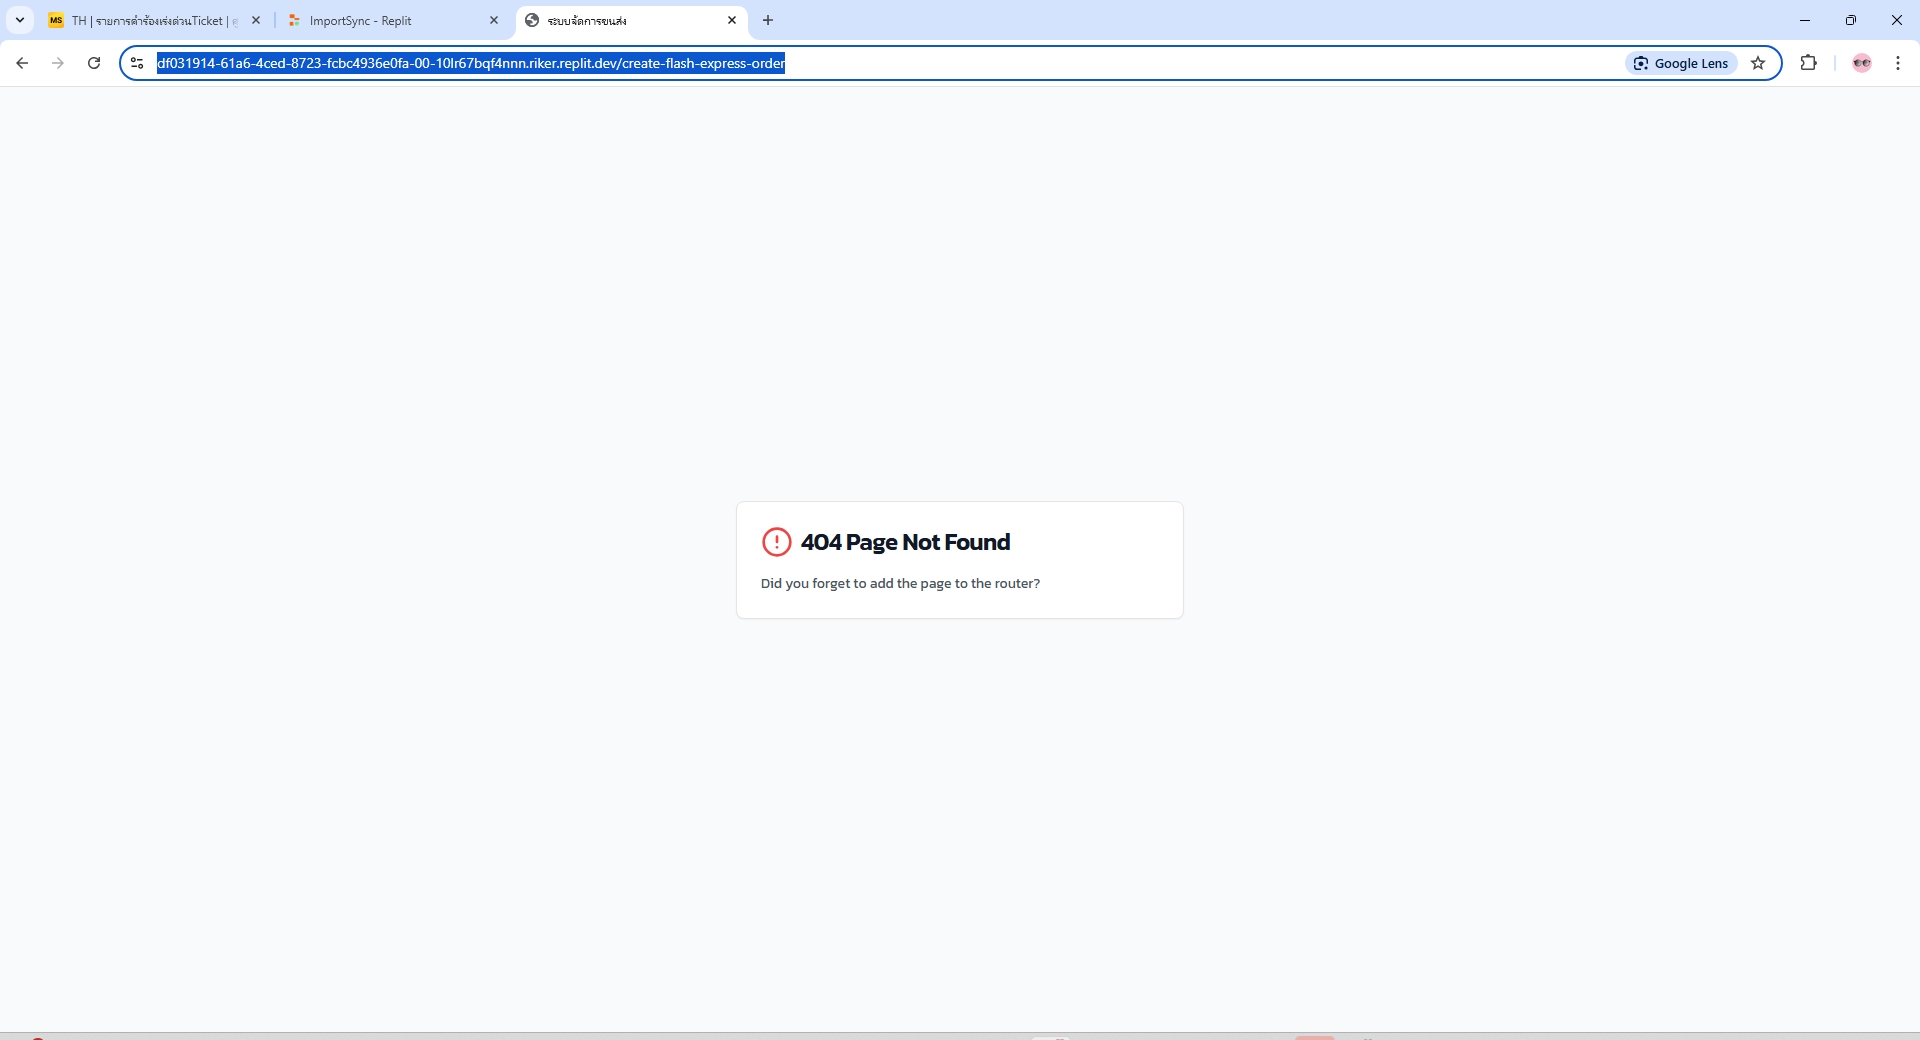 MS TH | รายการคำร้องเร่งด่วนTicket |
ImportSync - Replit
ระบบจัดการขนส่ง
df031914-61a6-4ced-8723-fcbc4936e0fa-00-10lr67bqf4nnn.riker.replit.dev/create-flash-express-order
Google Lens
404 Page Not Found
Did you forget to add the page to the router?